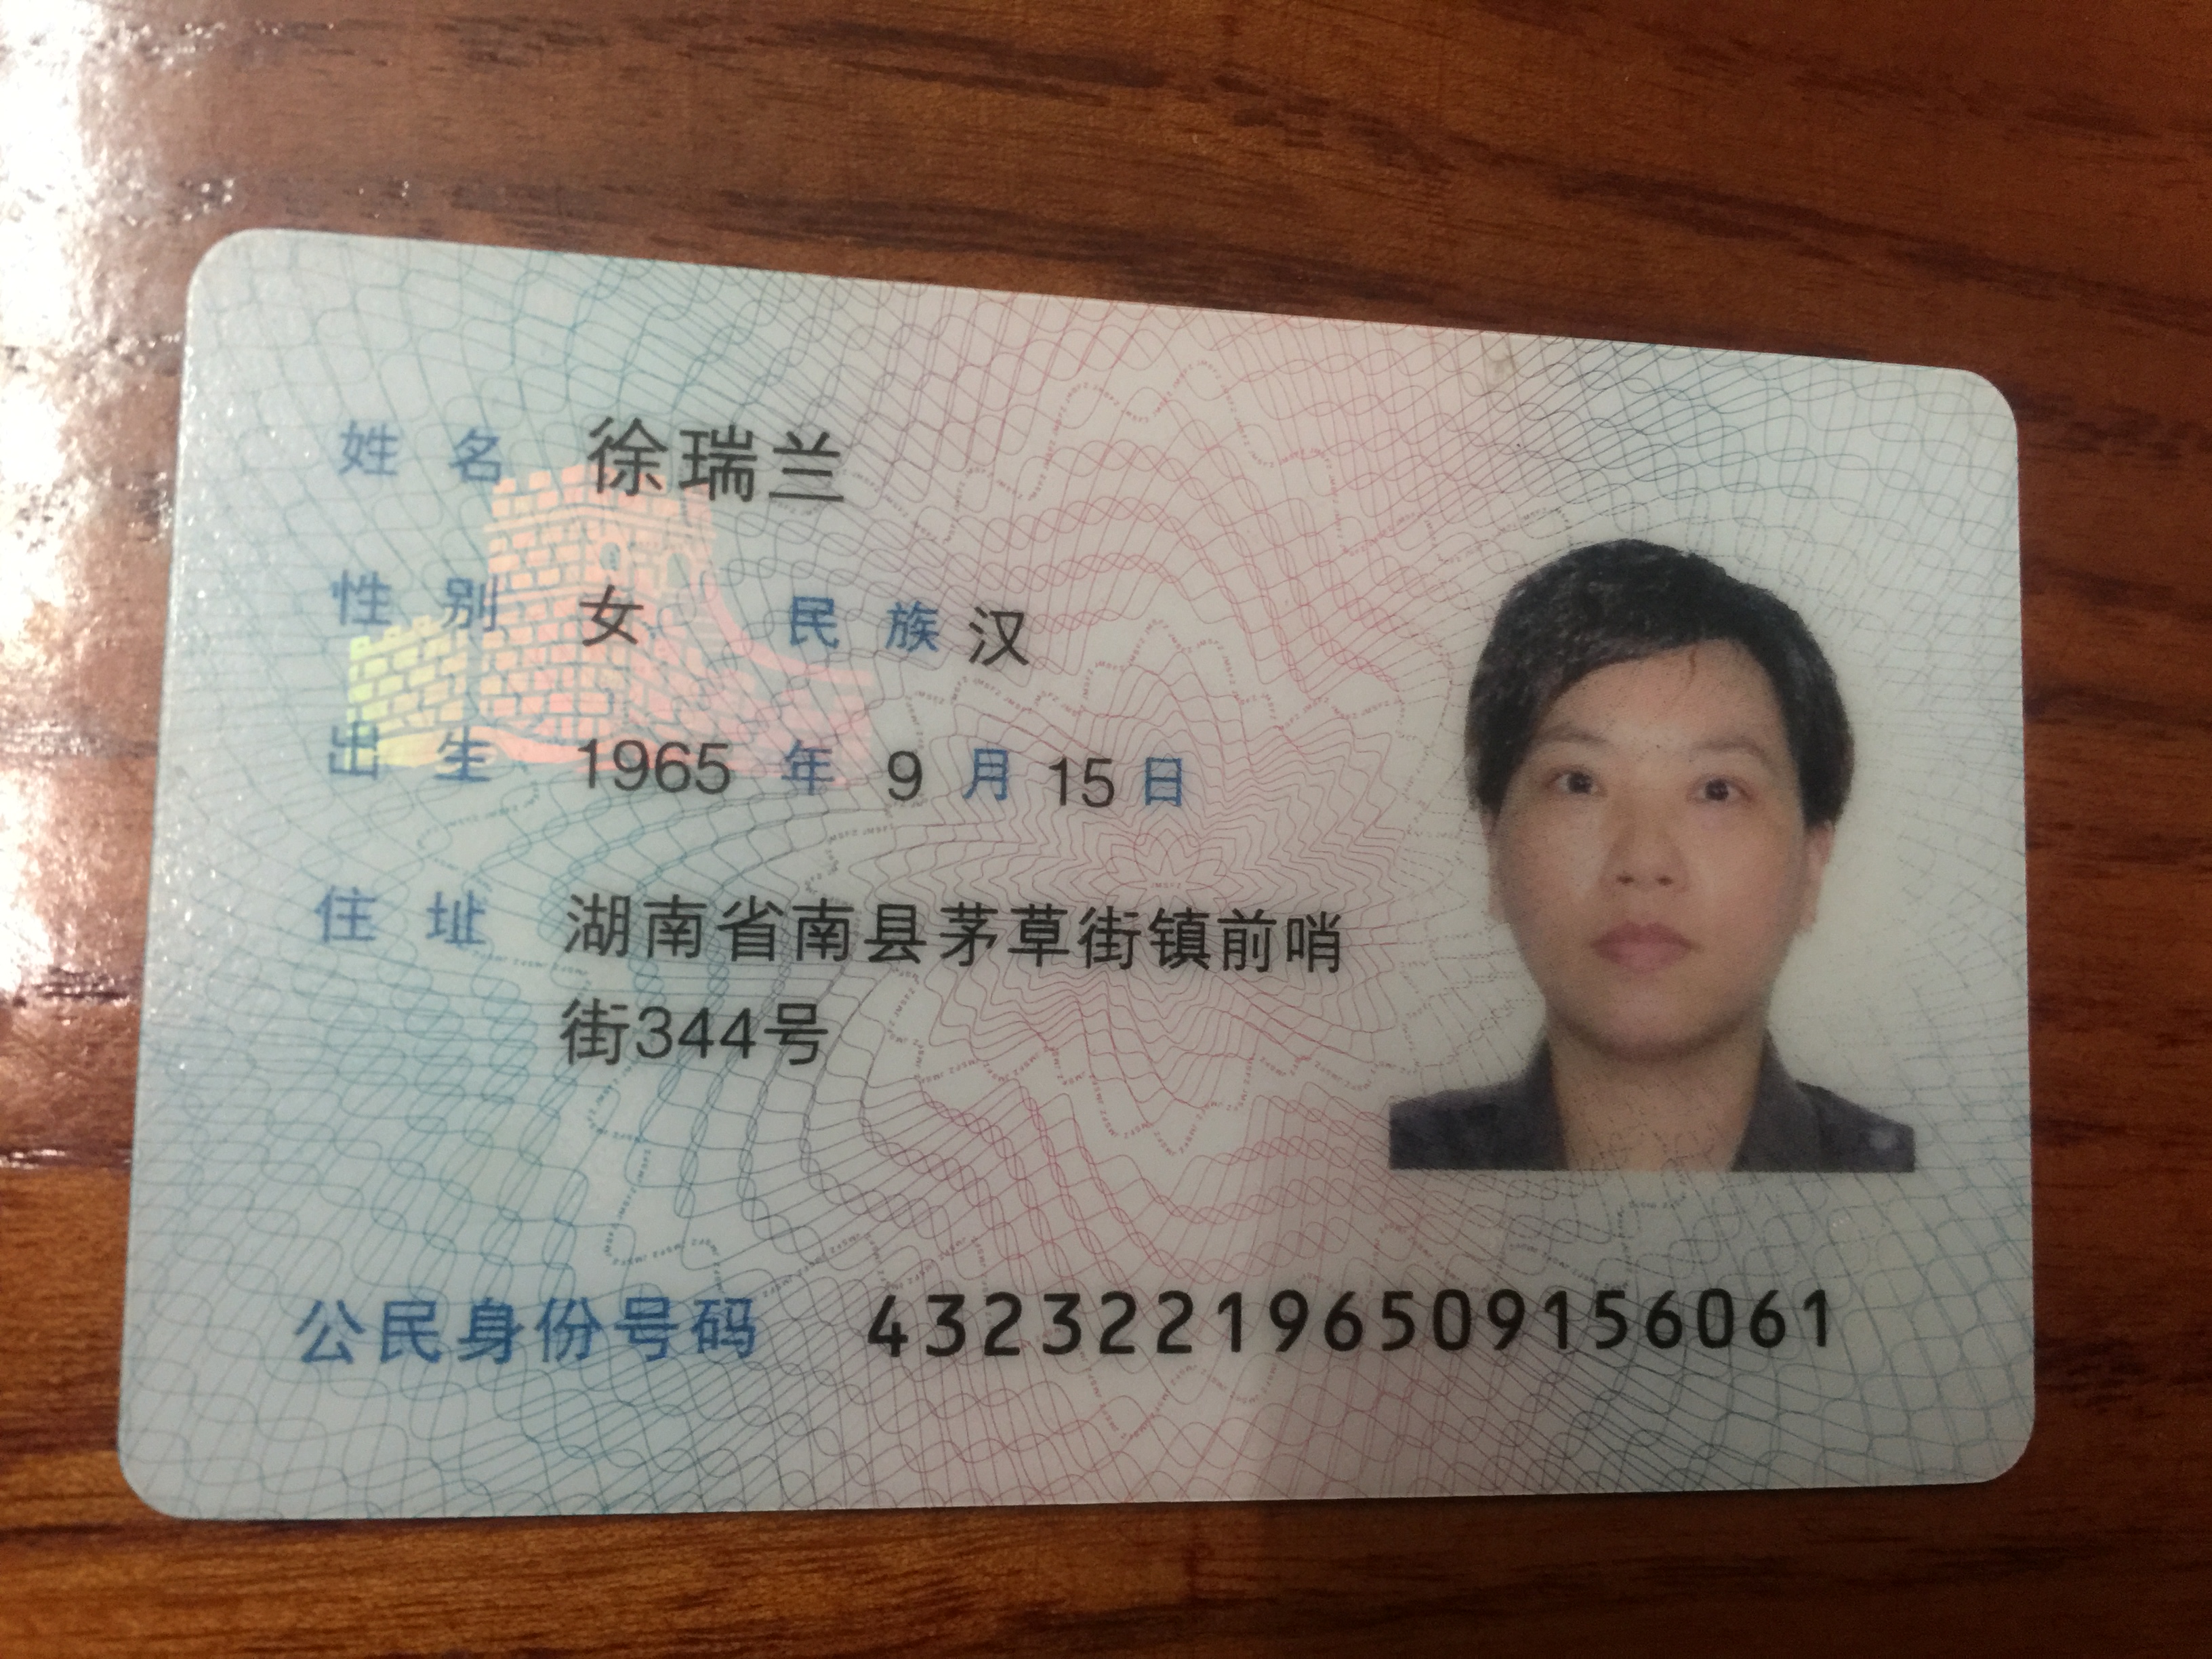 姓名 徐瑞兰
性别 女 民族 汉
出生 1965 年 9 月 15 日
住址 湖南省南县茅草街镇前哨
街344号
公民身份号码 432322196509156061